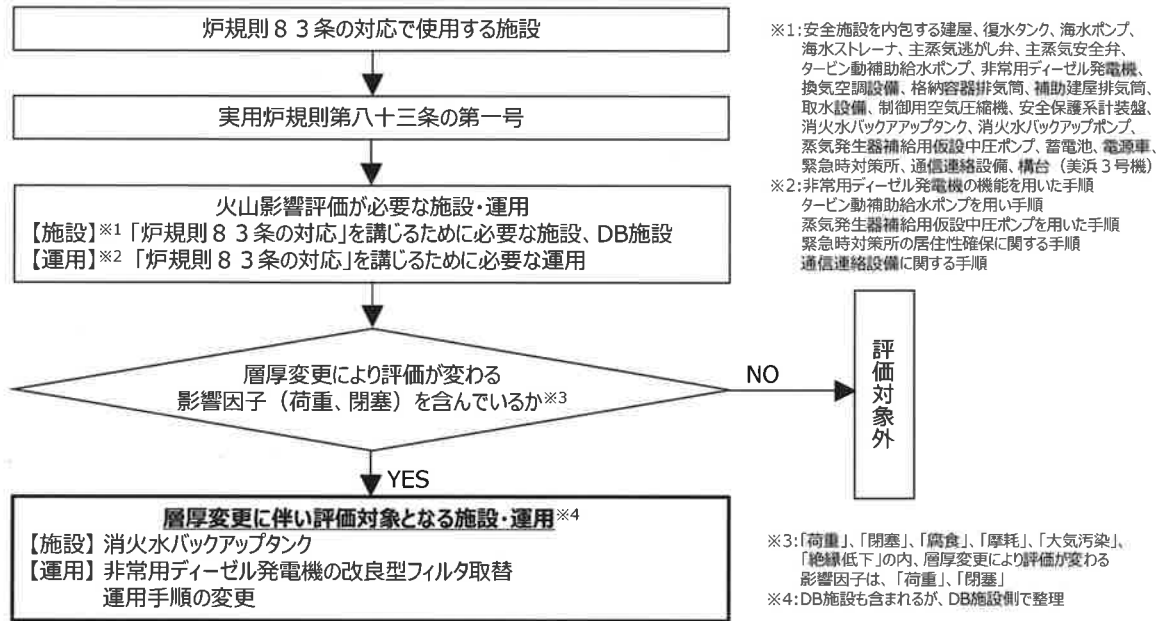 炉規則８３条の対応で使用する施設
実用炉規則第八十三条の第一号
火山影響評価が必要な施設・運用
【施設】※1「炉規則８３条の対応」を講じるために必要な施設、DB施設
【運用】※2「炉規則８３条の対応」を講じるために必要な運用
層厚変更により評価が変わる
影響因子（荷重、閉塞）を含んでいるか※3
NO
評価対象外
YES
層厚変更に伴い評価対象となる施設・運用※4
【施設】消火水バックアップタンク
【運用】非常用ディーゼル発電機の改良型フィルタ取替
運用手順の変更
※1:安全施設を内包する建屋、復水タンク、海水ポンプ、
海水ストレーナ、主蒸気逃がし弁、主蒸気安全弁、
タービン動補助給水ポンプ、非常用ディーゼル発電機、
換気空調設備、格納容器排気筒、補助建屋排気筒、
取水設備、制御用空気圧縮機、安全保護系計装盤、
消火水バックアアップタンク、消火水バックアップポンプ、
蒸気発生器補給用仮設中圧ポンプ、蓄電池、電源車、
緊急時対策所、通信連絡設備、構台（美浜３号機）
※2:非常用ディーゼル発電機の機能を用いた手順
タービン動補助給水ポンプを用い手順
蒸気発生器補給用仮設中圧ポンプを用いた手順
緊急時対策所の居住性確保に関する手順
通信連絡設備に関する手順
※3:「荷重」、「閉塞」、「腐食」、「摩耗」、「大気汚染」、
「絶縁低下」の内、層厚変更により評価が変わる
影響因子は、「荷重」、「閉塞」
※4:DB施設も含まれるが、DB施設側で整理